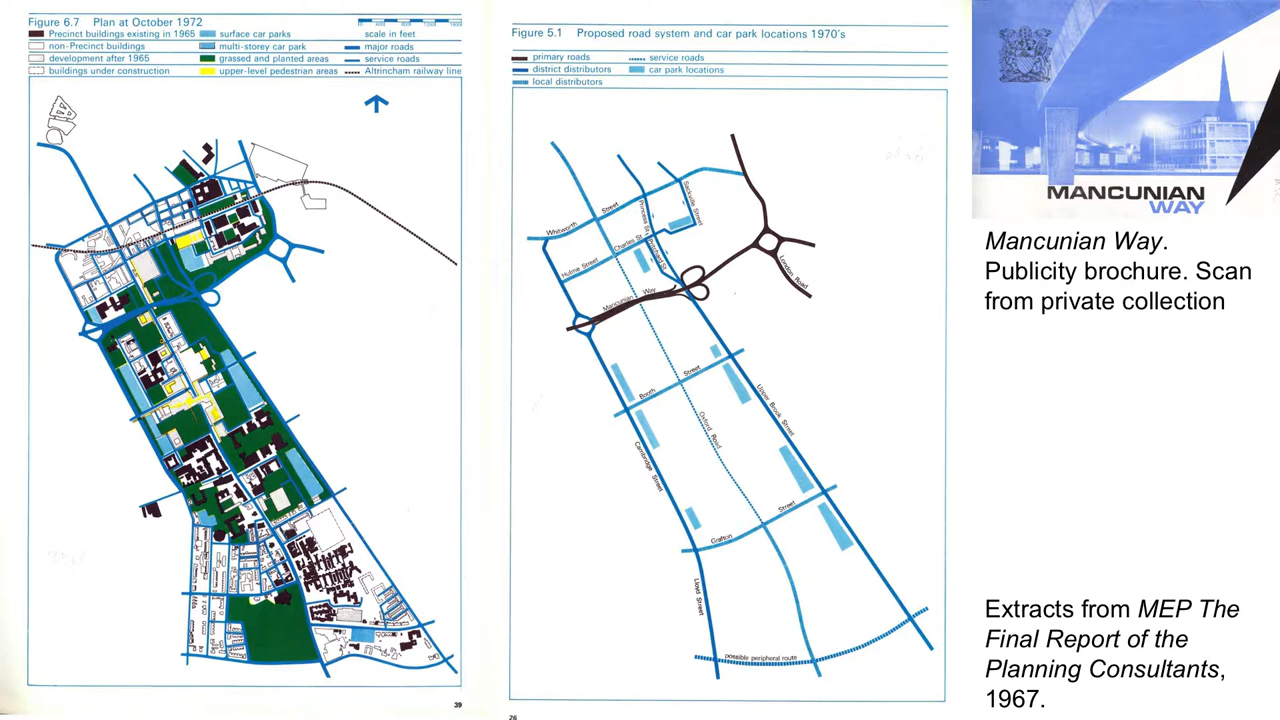 Figure 6.7 Plan at October 1972
Precinct buildings existing in 1965
non-Precinct buildings
development after 1965
buildings under construction
surface car parks
multi-storey car park
grassed and planted areas
upper-level pedestrian areas
scale in feet
major roads
service roads
Altrincham railway line
39
Figure 5.1 Proposed road system and car park locations 1970's
primary roads
district distributors
local distributors
service roads
car park locations
Whitworth Street
Sackville Street
Princess St.
Charles St.
Hulme Street
Mancunian Way
London Road
Booth Street
Upper Brook Street
Oxford Road
Cambridge Street
Grafton Street
Lloyd Street
possible peripheral route
26
MANCUNIAN
WAY
Mancunian Way.
Publicity brochure. Scan
from private collection
Extracts from MEP The
Final Report of the
Planning Consultants,
1967.